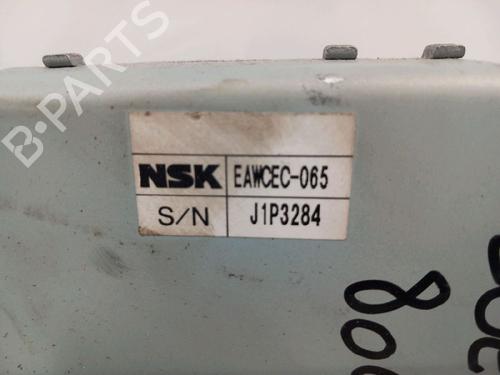 B-PARTS
NSK EAWCEC-065
S/N J1P3284